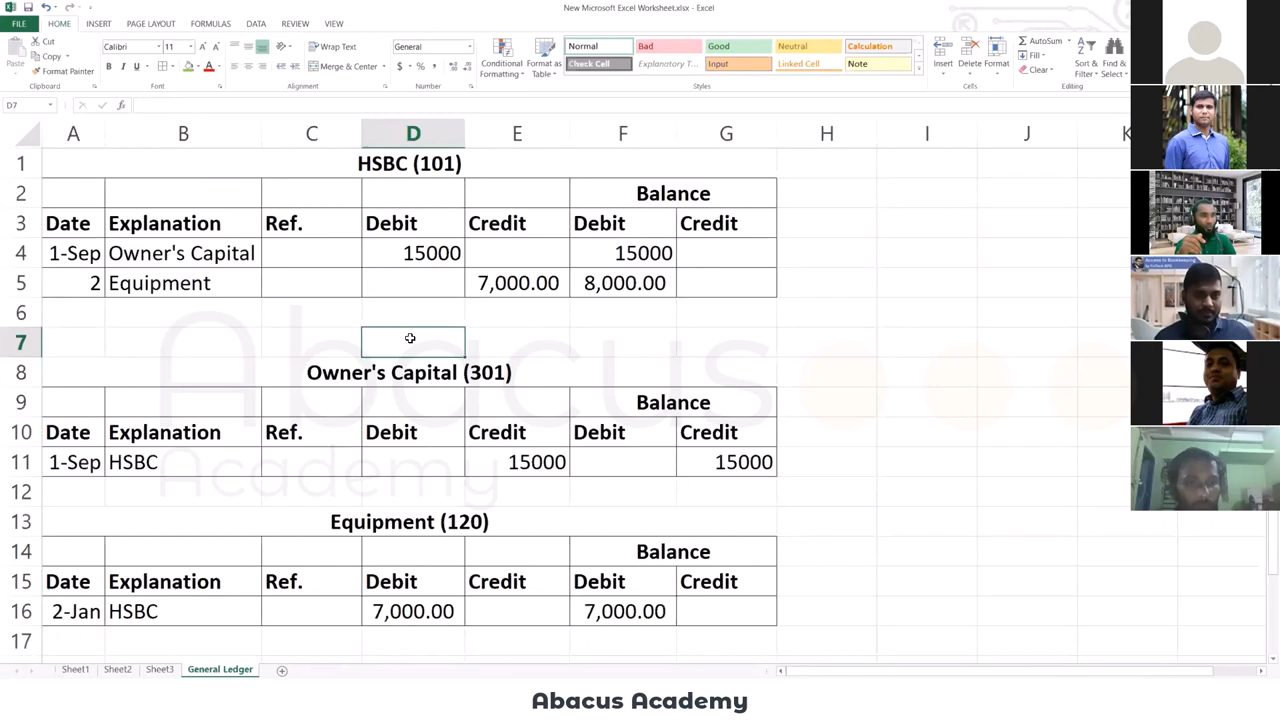 New Microsoft Excel Worksheet.xlsx - Excel
FILE HOME INSERT PAGE LAYOUT FORMULAS DATA REVIEW VIEW
Cut
Copy
Format Painter
Paste
Clipboard
Calibri 11
B I U
Font
Wrap Text
Merge & Center
Alignment
General
$ % ,
Number
Conditional Formatting
Format as Table
Normal Bad Good Neutral Calculation
Check Cell Explanatory T... Input Linked Cell Note
Styles
Insert Delete Format
Cells
AutoSum
Fill
Clear
Sort & Filter
Find & Select
Editing
D7 fx
A B C D E F G H I J K
1 HSBC (101)
2 Balance
3 Date Explanation Ref. Debit Credit Debit Credit
4 1-Sep Owner's Capital 15000 15000
5 2 Equipment 7,000.00 8,000.00
6
7
8 Owner's Capital (301)
9 Balance
10 Date Explanation Ref. Debit Credit Debit Credit
11 1-Sep HSBC 15000 15000
12
13 Equipment (120)
14 Balance
15 Date Explanation Ref. Debit Credit Debit Credit
16 2-Jan HSBC 7,000.00 7,000.00
17
Abacus
Academy
Sheet1 Sheet2 Sheet3 General Ledger
Abacus Academy